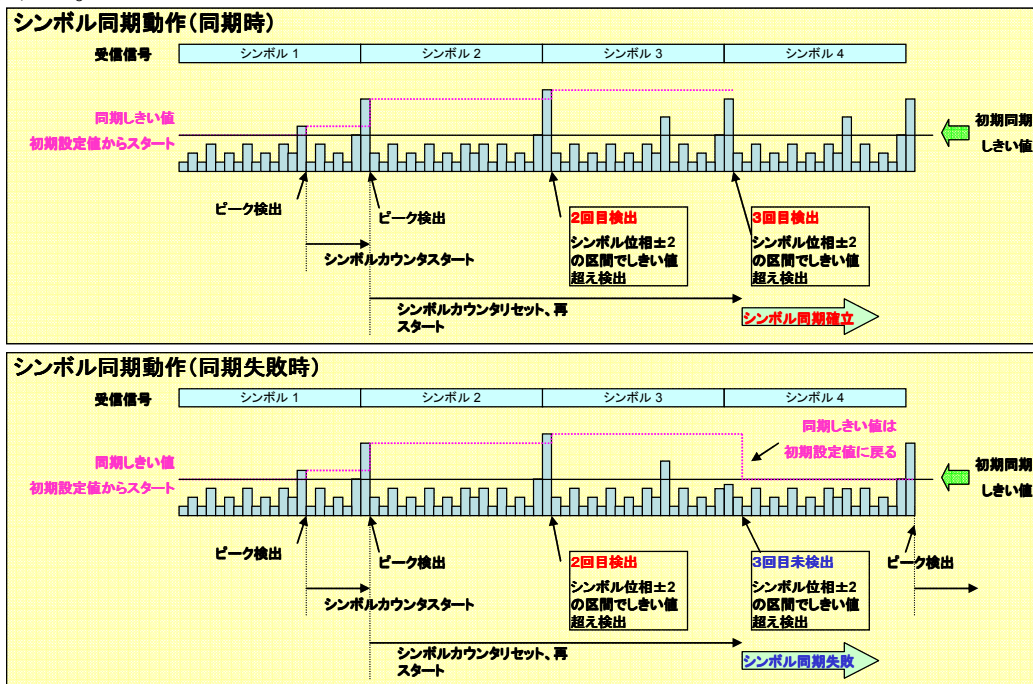 シンボル同期動作(同期時)
受信信号
シンボル 1
シンボル 2
シンボル 3
シンボル 4
同期しきい値
初期設定値からスタート
初期同期
しきい値
ピーク検出
ピーク検出
シンボルカウンタスタート
2回目検出
シンボル位相±2
の区間でしきい値
超え検出
3回目検出
シンボル位相±2
の区間でしきい値
超え検出
シンボルカウンタリセット、再
スタート
シンボル同期確立
シンボル同期動作(同期失敗時)
受信信号
シンボル 1
シンボル 2
シンボル 3
シンボル 4
同期しきい値は
初期設定値に戻る
同期しきい値
初期設定値からスタート
初期同期
しきい値
ピーク検出
ピーク検出
シンボルカウンタスタート
2回目検出
シンボル位相±2
の区間でしきい値
超え検出
3回目未検出
シンボル位相±2
の区間でしきい値
超え検出
ピーク検出
シンボルカウンタリセット、再
スタート
シンボル同期失敗